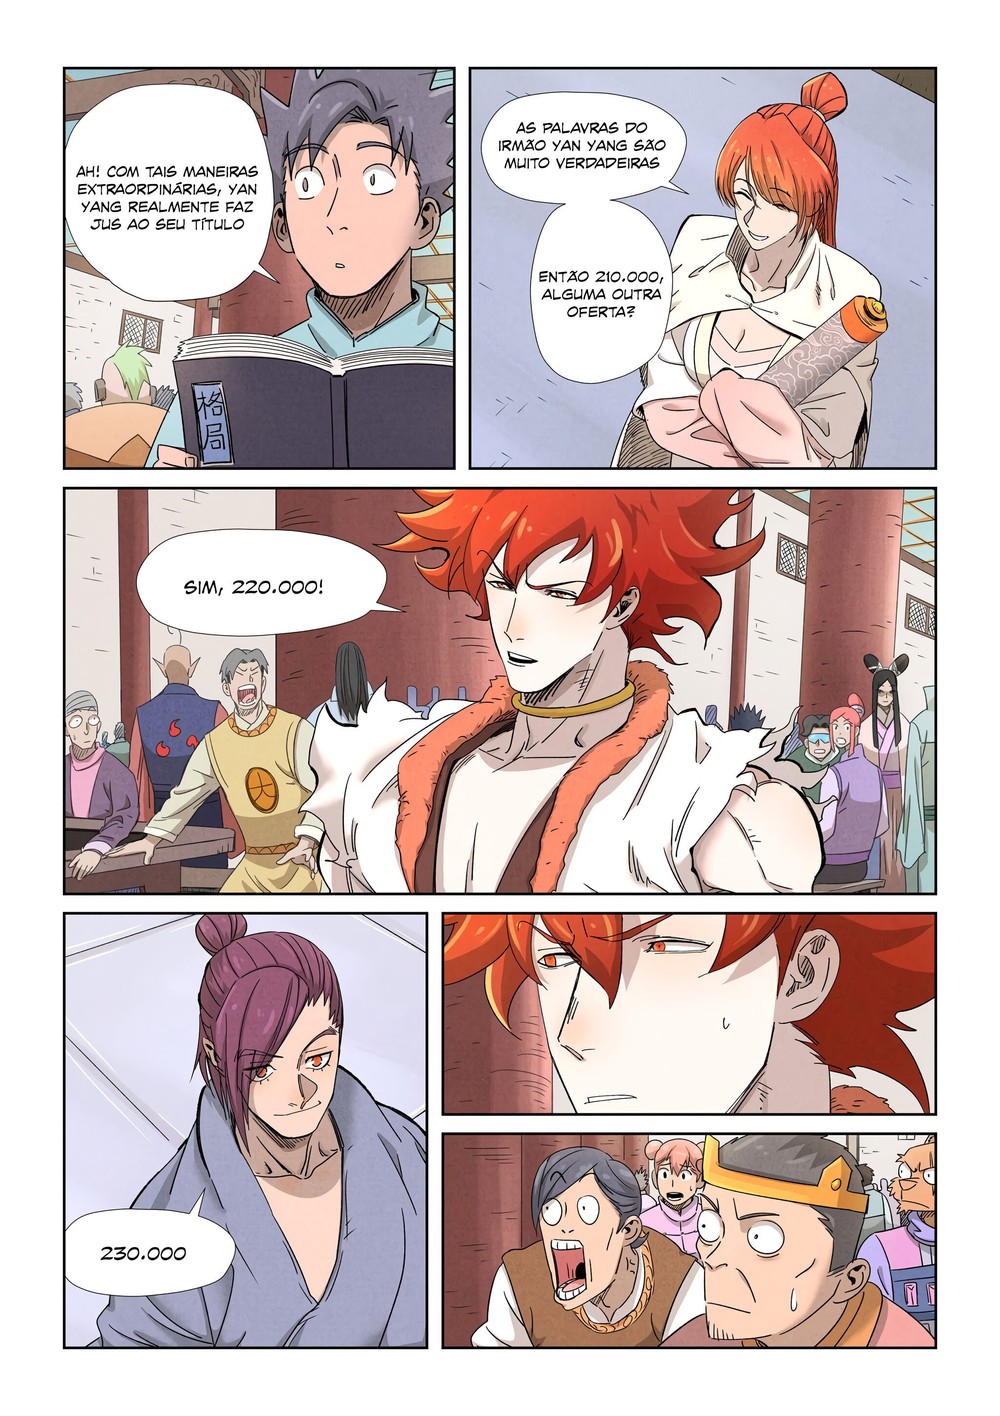 AH! COM TAIS MANEIRAS
EXTRAORDINÁRIAS, YAN
YANG REALMENTE FAZ
JUS AO SEU TÍTULO
格局
AS PALAVRAS DO
IRMÃO YAN YANG SÃO
MUITO VERDADEIRAS
ENTÃO 210.000,
ALGUMA OUTRA
OFERTA?
SIM, 220.000!
230.000